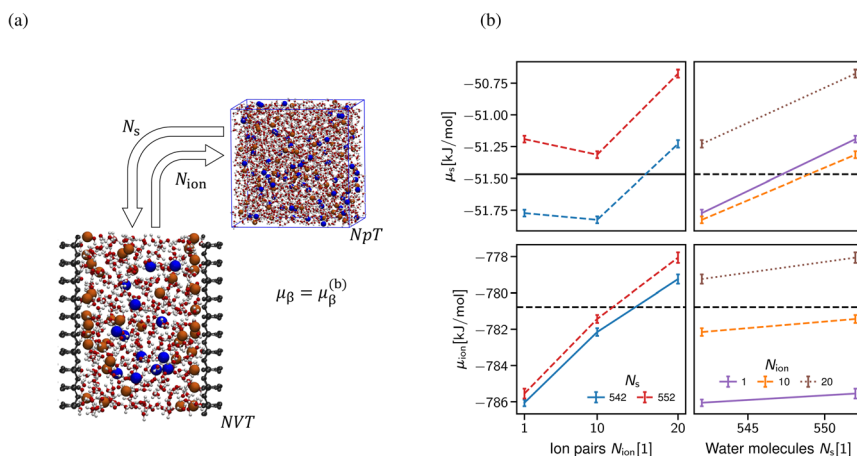 (a)
(b)
N_s
N_ion
NpT
μ_β = μ_β^(b)
NVT
μ_s[kJ/mol]
−50.75
−51.00
−51.25
−51.50
−51.75
μ_ion[kJ/mol]
−778
−780
−782
−784
−786
N_s
542 552
N_ion
1 10 20
1 10 20
545 550
Ion pairs N_ion[1]
Water molecules N_s[1]